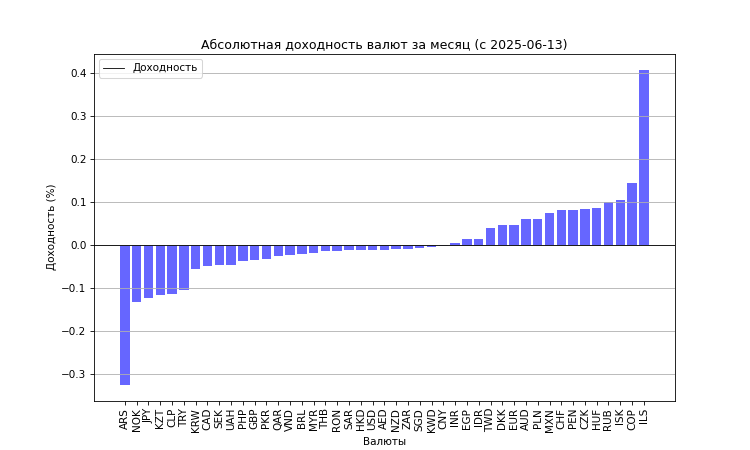 Абсолютная доходность валют за месяц (с 2025-06-13)
Доходность
Доходность (%)
0.4
0.3
0.2
0.1
0.0
−0.1
−0.2
−0.3
ARS
NOK
JPY
KZT
CLP
TRY
KRW
CAD
SEK
UAH
PHP
GBP
PKR
QAR
VND
BRL
MYR
THB
RON
SAR
HKD
USD
AED
NZD
ZAR
SGD
KWD
CNY
INR
EGP
IDR
TWD
DKK
EUR
AUD
PLN
MXN
CHF
PEN
CZK
HUF
RUB
ISK
COP
ILS
Валюты